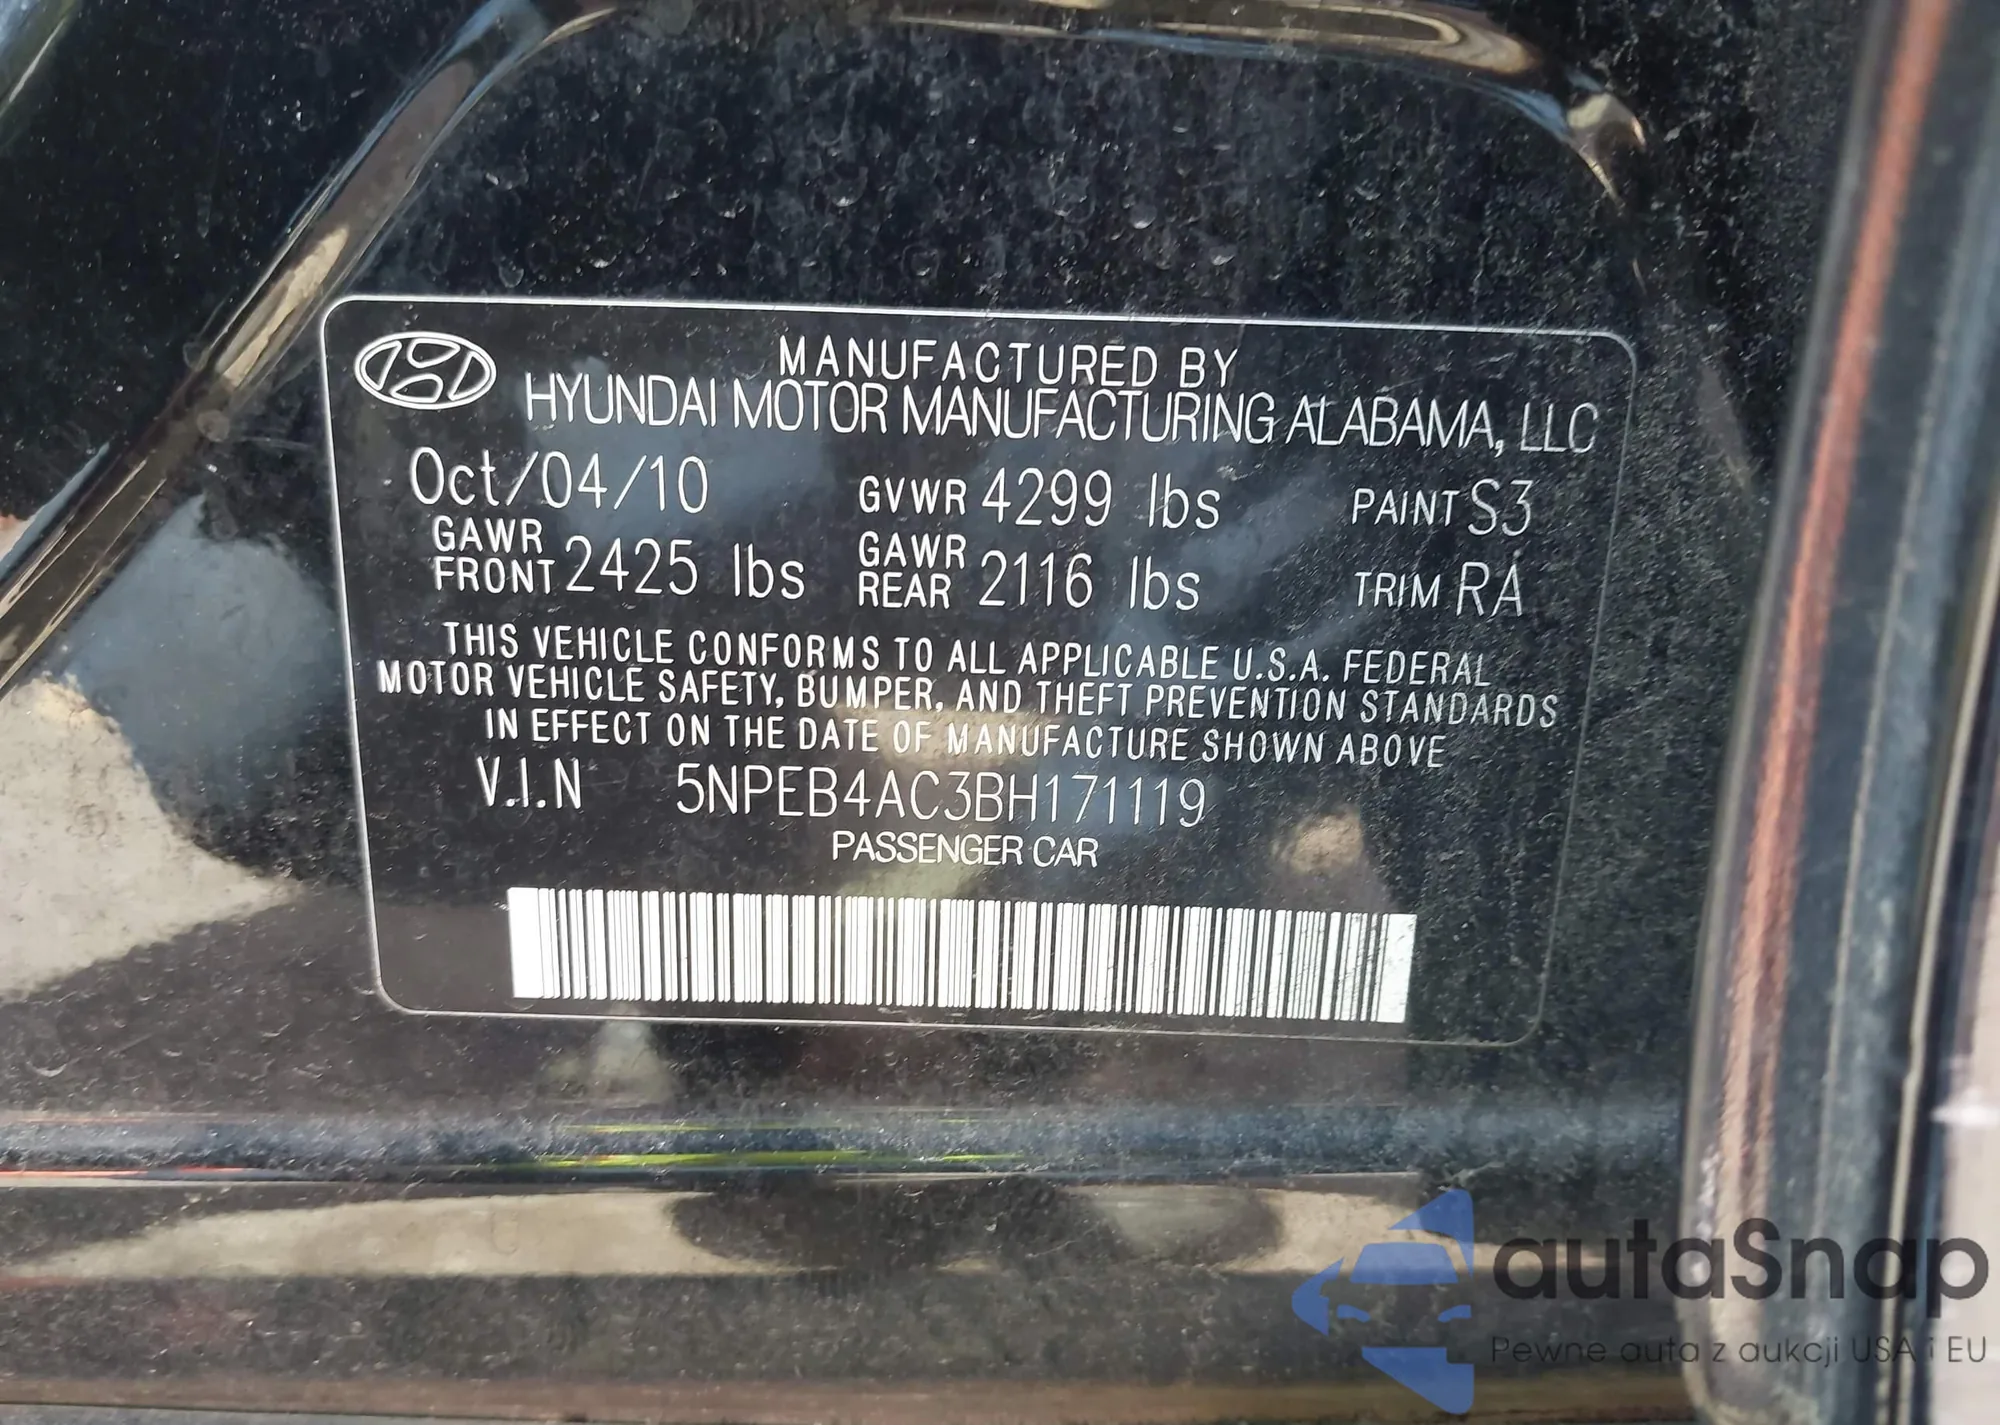 MANUFACTURED BY
HYUNDAI MOTOR MANUFACTURING ALABAMA, LLC
Oct/04/10 GVWR 4299 lbs PAINT S3
GAWR FRONT 2425 lbs GAWR REAR 2116 lbs TRIM RA
THIS VEHICLE CONFORMS TO ALL APPLICABLE U.S.A. FEDERAL
MOTOR VEHICLE SAFETY, BUMPER, AND THEFT PREVENTION STANDARDS
IN EFFECT ON THE DATE OF MANUFACTURE SHOWN ABOVE
V.I.N 5NPEB4AC3BH171119
PASSENGER CAR
autaSnap
Pewne auta z aukcji USA i EU